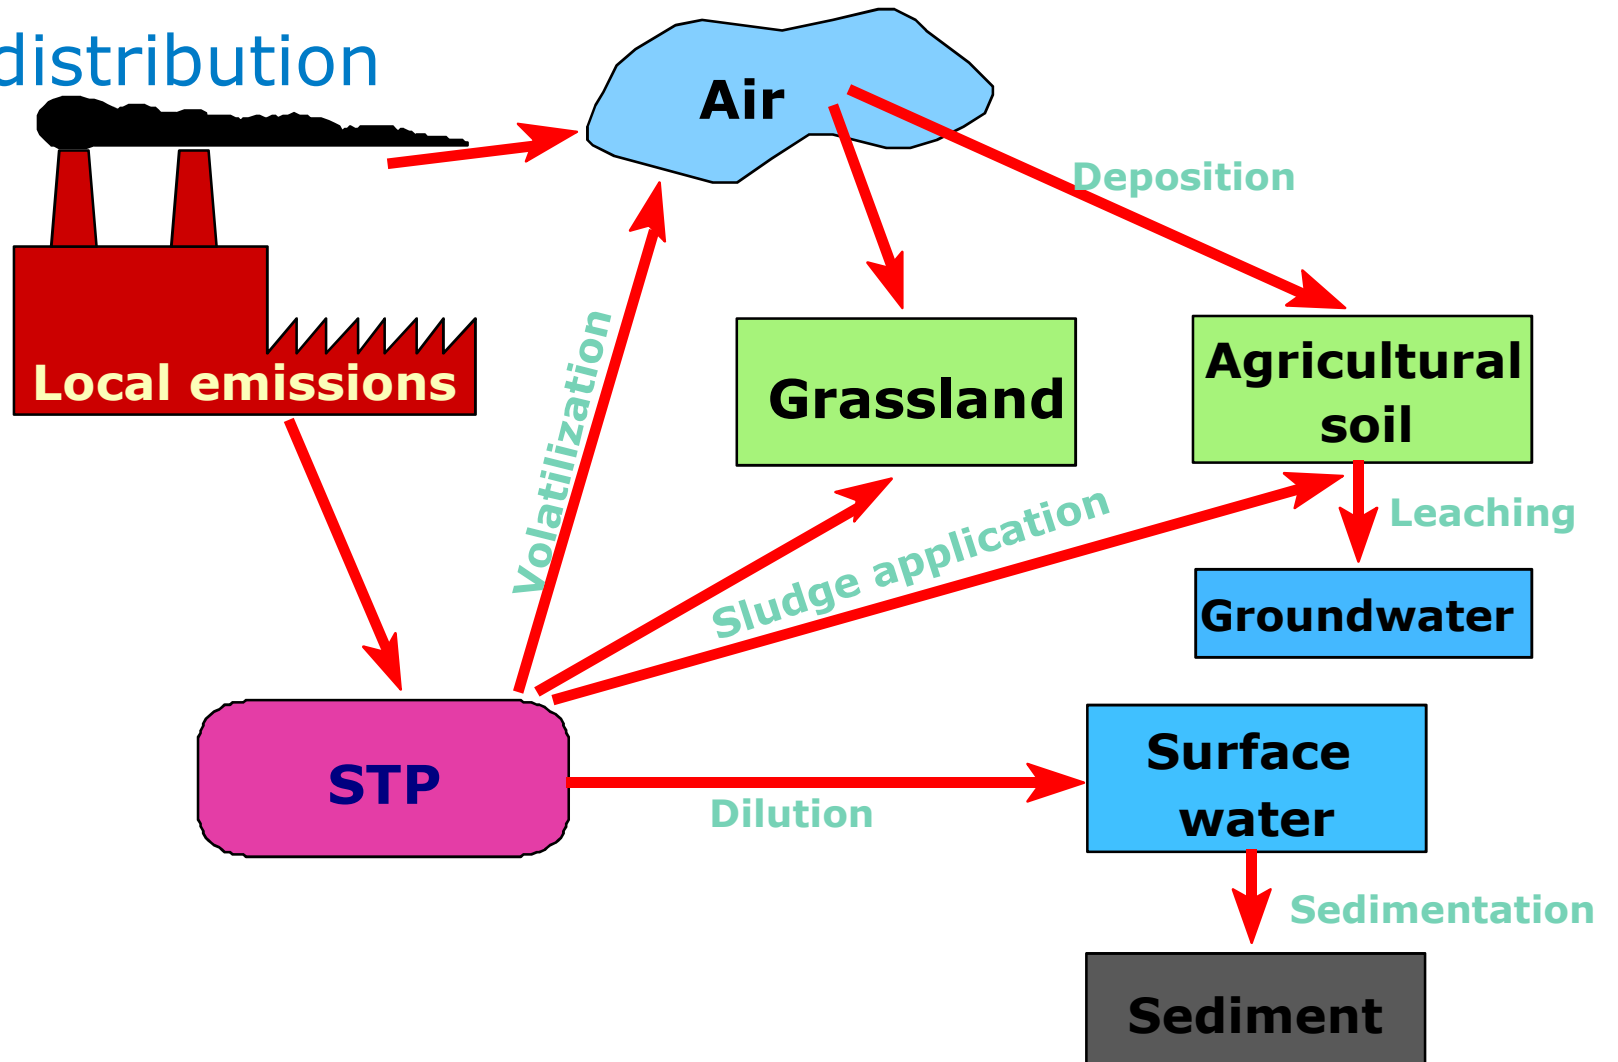 distribution
Air
Deposition
Local emissions
Volatilization
Grassland
Agricultural
soil
Sludge application
Leaching
Groundwater
STP
Dilution
Surface
water
Sedimentation
Sediment